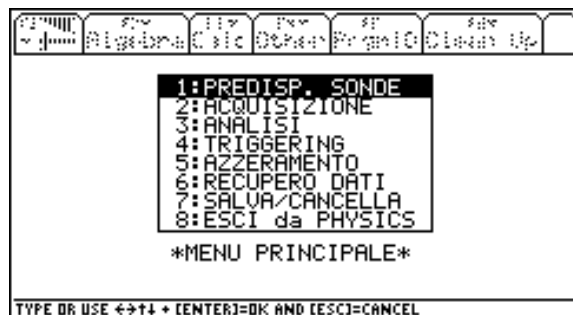 Algebra Calc Other PrgmIO Clean Up
1:PREDISP. SONDE
2:ACQUISIZIONE
3:ANALISI
4:TRIGGERING
5:AZZERAMENTO
6:RECUPERO DATI
7:SALVA/CANCELLA
8:ESCI da PHYSICS
*MENU PRINCIPALE*
TYPE OR USE ←→↑↓ + [ENTER]=OK AND [ESC]=CANCEL